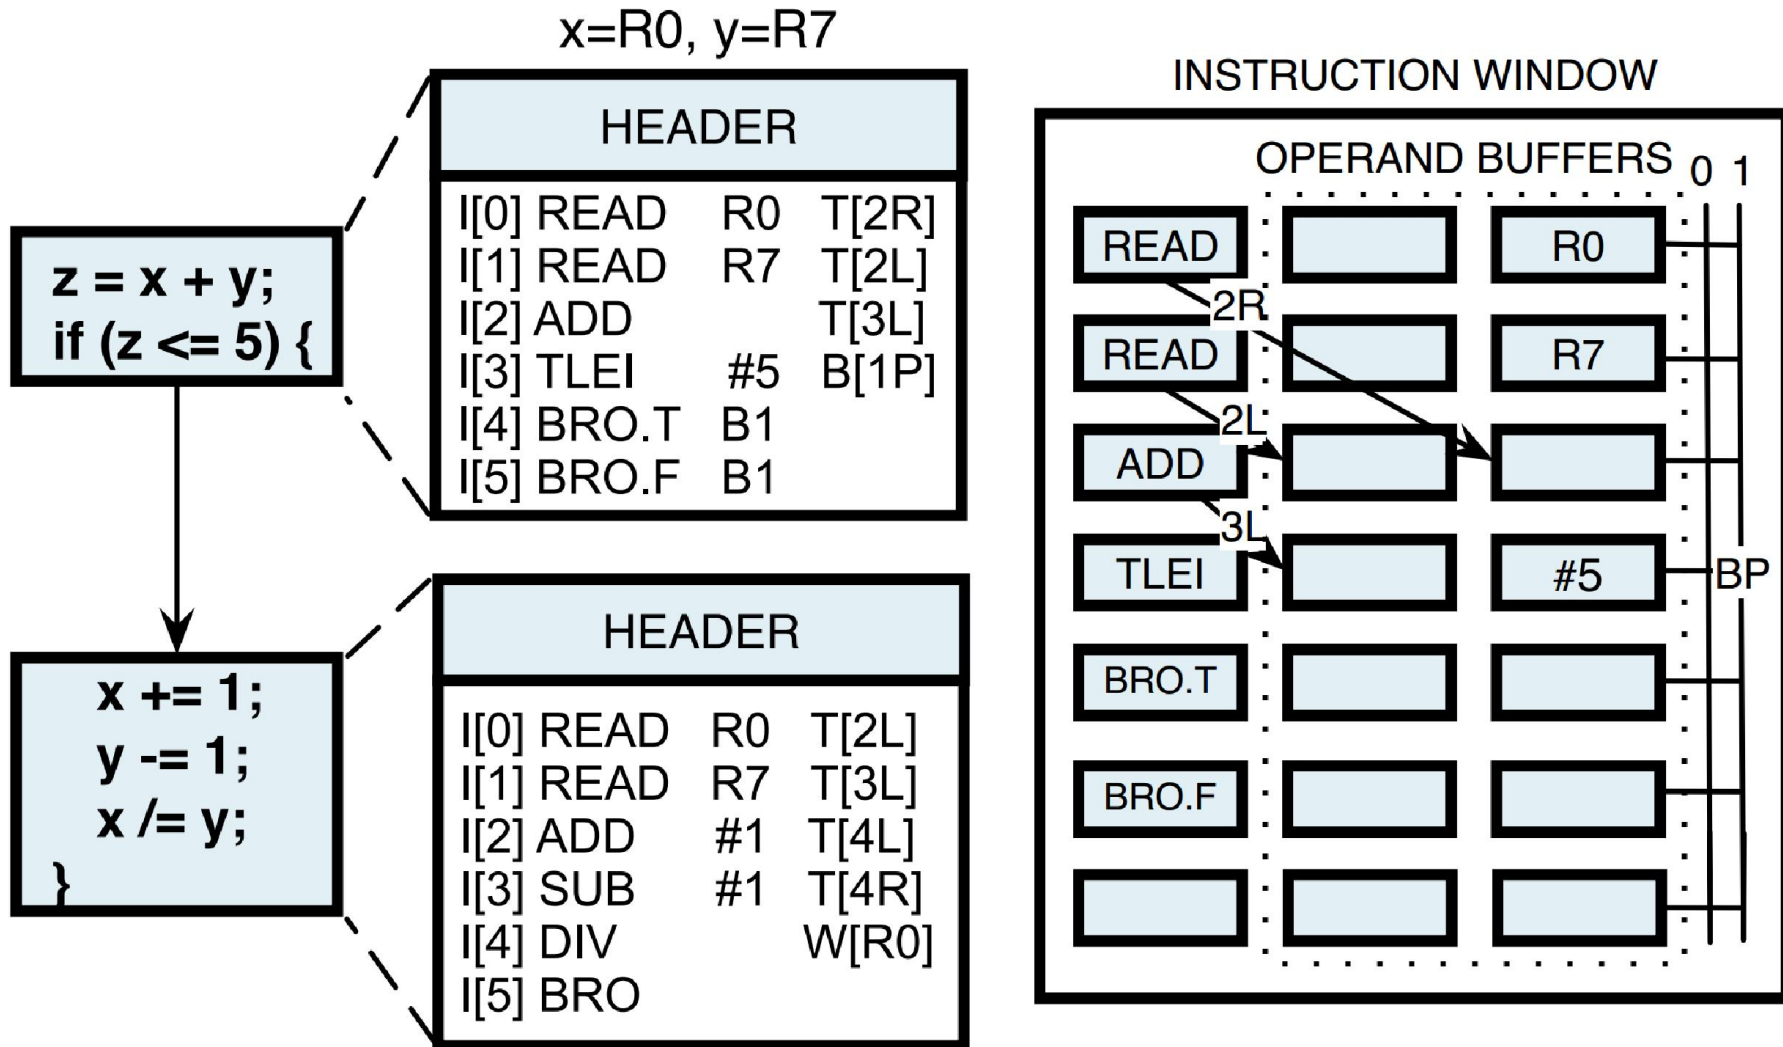 x=R0, y=R7
z = x + y;
if (z <= 5) {
x += 1;
y -= 1;
x /= y;
}
HEADER
I[0] READ R0 T[2R]
I[1] READ R7 T[2L]
I[2] ADD T[3L]
I[3] TLEI #5 B[1P]
I[4] BRO.T B1
I[5] BRO.F B1
HEADER
I[0] READ R0 T[2L]
I[1] READ R7 T[3L]
I[2] ADD #1 T[4L]
I[3] SUB #1 T[4R]
I[4] DIV W[R0]
I[5] BRO
INSTRUCTION WINDOW
OPERAND BUFFERS 0 1
READ R0
2R
READ R7
2L
ADD
3L
TLEI #5 BP
BRO.T
BRO.F